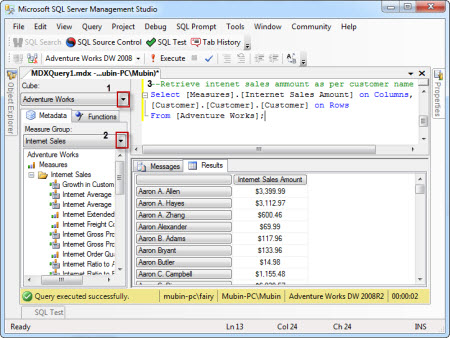 Microsoft SQL Server Management Studio
File Edit View Query Project Debug SQL Prompt Tools Window Community Help
SQL Search SQL Source Control SQL Test Tab History
Adventure Works DW 2008 Execute
Object Explorer
MDXQuery1.mdx -...ubin-PC\Mubin)*
Properties
Cube: 1
Adventure Works
Metadata Functions
Measure Group:
2
Internet Sales
Adventure Works
Measures
Internet Sales
Growth in Custom
Internet Average
Internet Average
Internet Extended
Internet Freight C
Internet Gross Pro
Internet Gross Pro
Internet Order Qu
Internet Ratio to A
3--Retrieve intenet sales ammount as per customer name
Select [Measures].[Internet Sales Amount] on Columns,
[Customer].[Customer].[Customer] on Rows
From [Adventure Works];
Messages Results
Internet Sales Amount
Aaron A. Allen $3,399.99
Aaron A. Hayes $3,112.97
Aaron A. Zhang $600.46
Aaron Alexander $69.99
Aaron B. Adams $117.96
Aaron Bryant $133.96
Aaron Butler $14.98
Aaron C. Campbell $1,155.48
Query executed successfully. mubin-pc\fairy Mubin-PC\Mubin Adventure Works DW 2008R2 00:00:02
SQL Test
Ready Ln 13 Col 24 Ch 24 INS